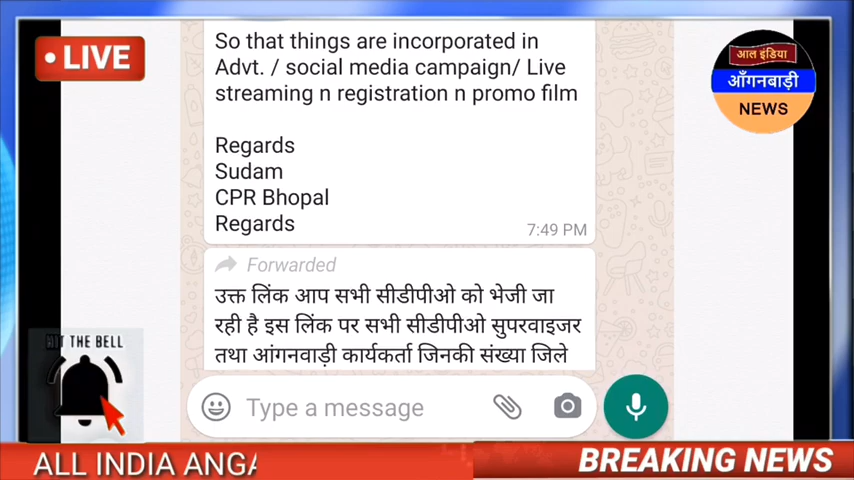 • LIVE
So that things are incorporated in
Advt. / social media campaign/ Live
streaming n registration n promo film
Regards
Sudam
CPR Bhopal
Regards
7:49 PM
आल इंडिया
आँगनबाड़ी
NEWS
Forwarded
उक्त लिंक आप सभी सीडीपीओ को भेजी जा
रही है इस लिंक पर सभी सीडीपीओ सुपरवाइजर
तथा आंगनवाड़ी कार्यकर्ता जिनकी संख्या जिले
HIT THE BELL
Type a message
ALL INDIA ANGA
BREAKING NEWS